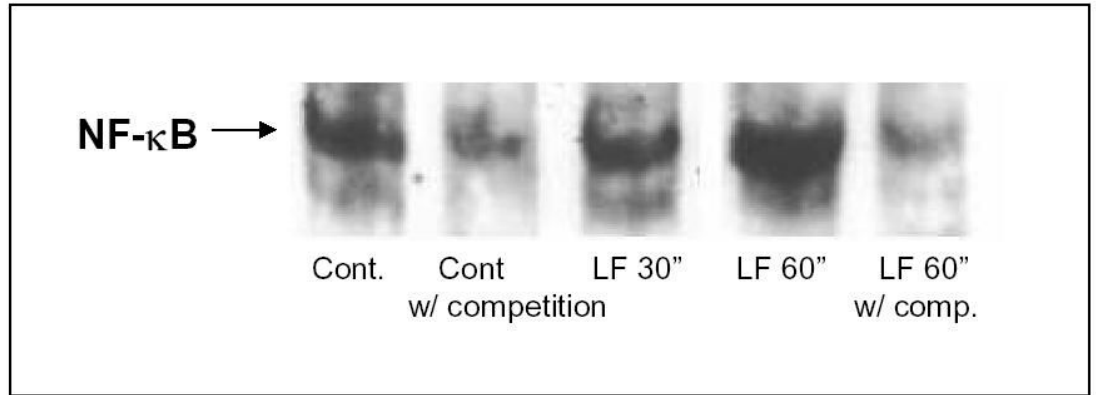 NF-κB
Cont. Cont LF 30” LF 60” LF 60”
w/ competition w/ comp.